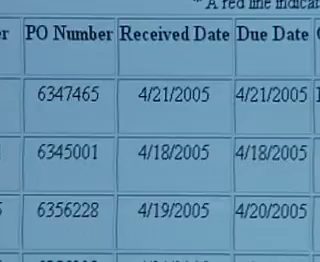 * A red line indicat
PO Number Received Date Due Date
6347465 4/21/2005 4/21/2005
6345001 4/18/2005 4/18/2005
6356228 4/19/2005 4/20/2005